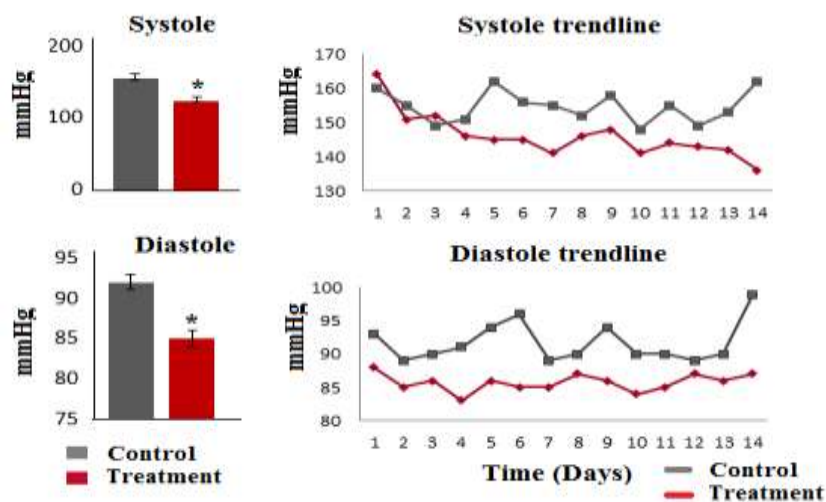 Systole
200
100
0
mmHg
*
Systole trendline
170
160
150
140
130
mmHg
1 2 3 4 5 6 7 8 9 10 11 12 13 14
Diastole
95
90
85
80
75
mmHg
*
Control
Treatment
Diastole trendline
100
95
90
85
80
mmHg
1 2 3 4 5 6 7 8 9 10 11 12 13 14
Time (Days)
Control
Treatment